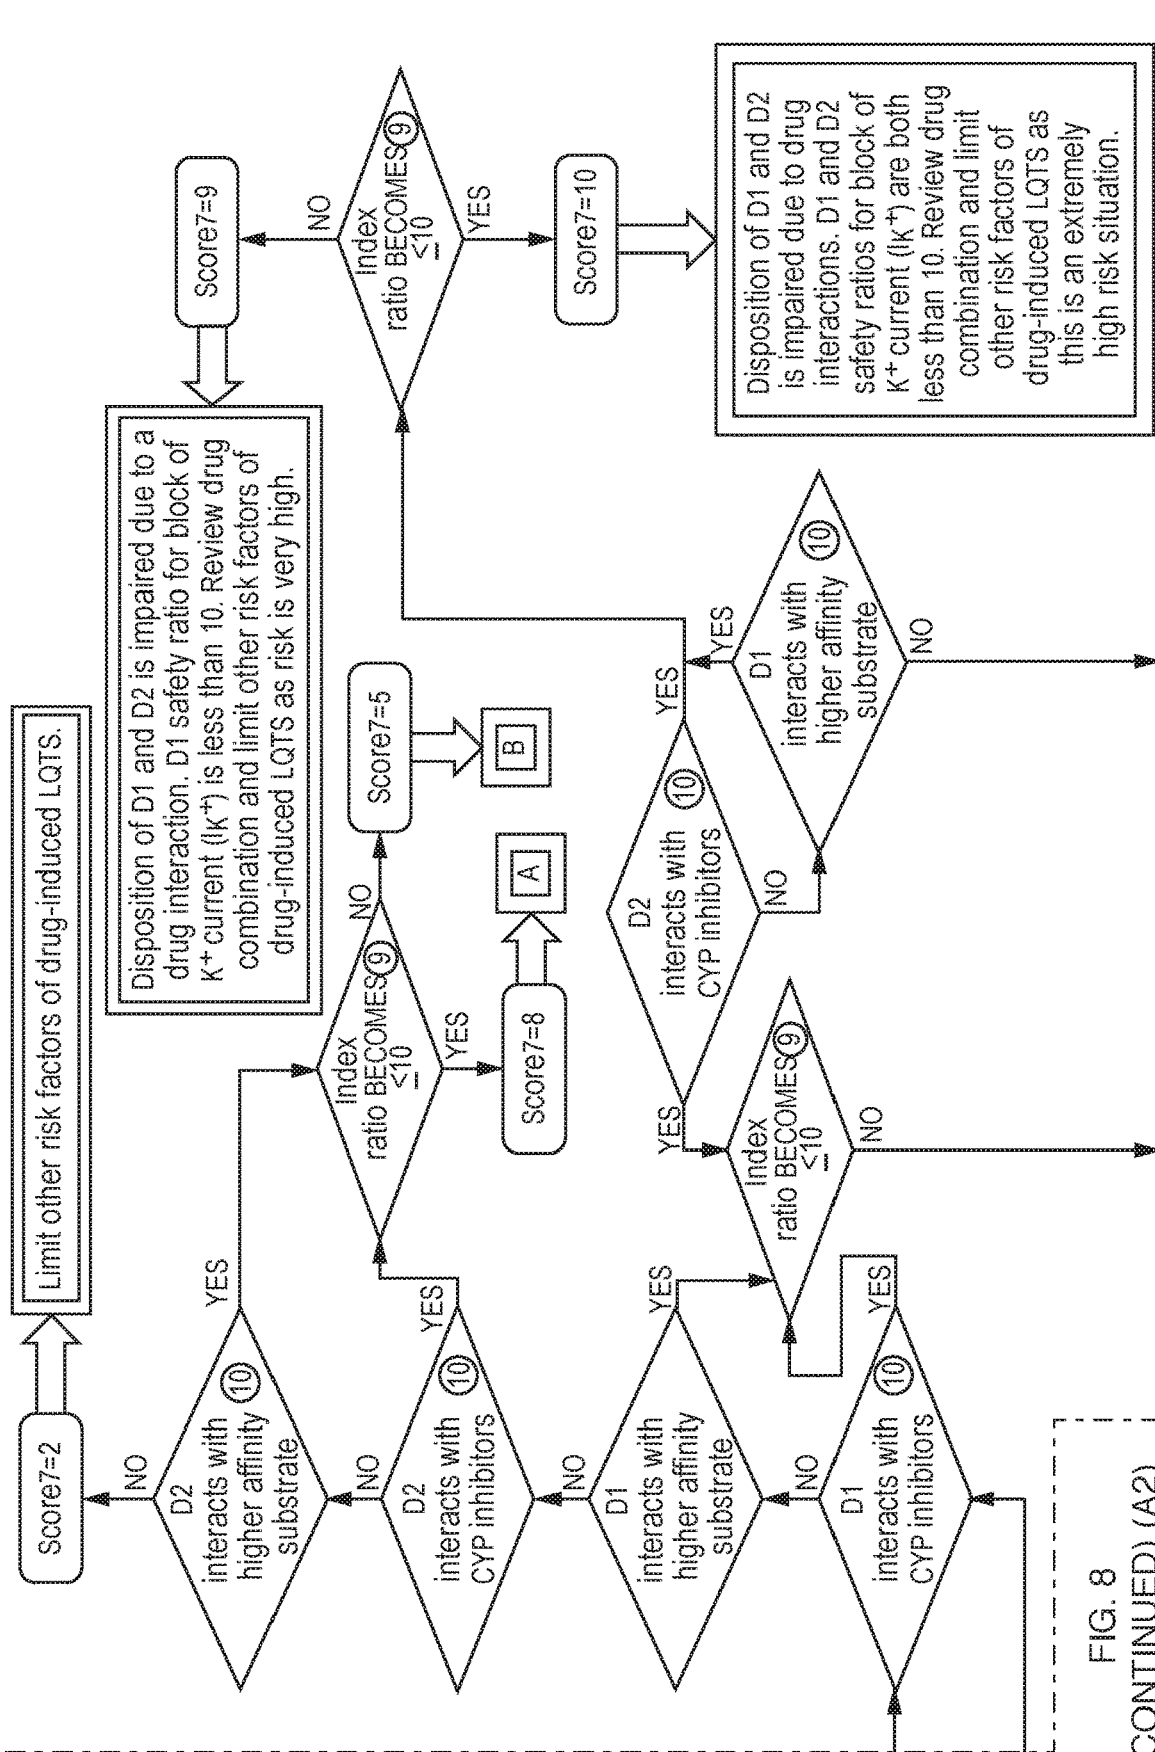 Score7=2
Limit other risk factors of drug-induced LQTS.
NO
D2
interacts with
higher affinity
substrate
10
YES
Disposition of D1 and D2 is impaired due to a
drug interaction. D1 safety ratio for block of
K+ current (IK+) is less than 10. Review drug
combination and limit other risk factors of
drug-induced LQTS as risk is very high.
Score7=9
NO
Index
ratio BECOMES
≤10
9
YES
Score7=10
Disposition of D1 and D2
is impaired due to drug
interactions. D1 and D2
safety ratios for block of
K+ current (IK+) are both
less than 10. Review drug
combination and limit
other risk factors of
drug-induced LQTS as
this is an extremely
high risk situation.
NO
D2
interacts with
CYP inhibitors
10
YES
Index
ratio BECOMES
≤10
9
NO
Score7=5
B
YES
Score7=8
A
NO
D1
interacts with
higher affinity
substrate
YES
NO
D1
interacts with
CYP inhibitors
10
YES
Index
ratio BECOMES
≤10
9
NO
YES
D2
interacts with
CYP inhibitors
10
YES
NO
D1
interacts with
higher affinity
substrate
10
YES
NO
FIG. 8
CONTINUED) (A2)